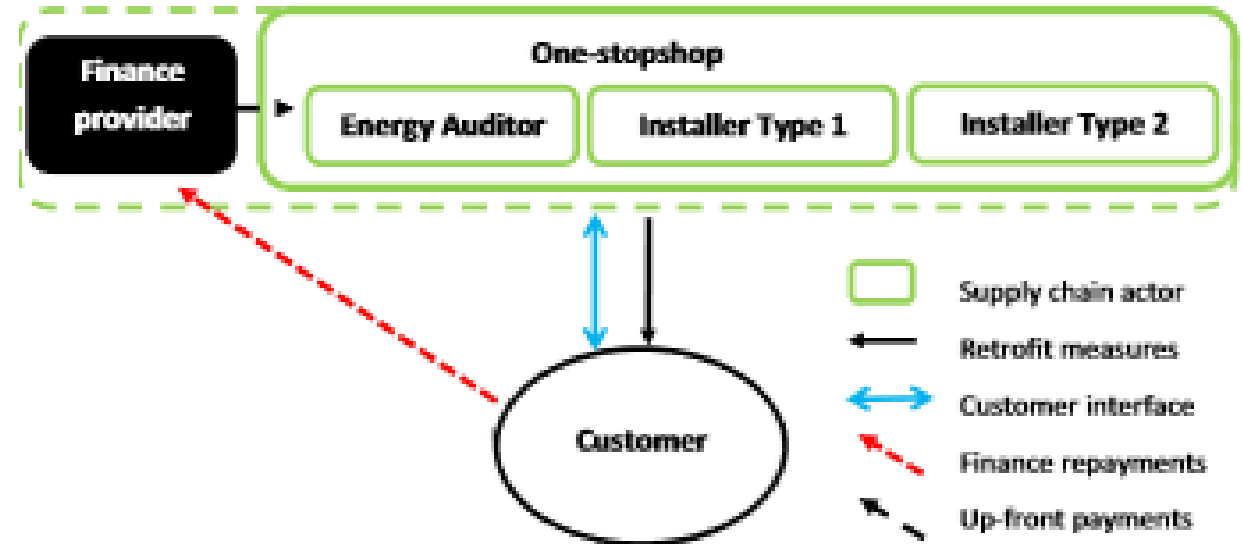 Finance
provider
One-stopshop
Energy Auditor
Installer Type 1
Installer Type 2
Customer
Supply chain actor
Retrofit measures
Customer interface
Finance repayments
Up-front payments